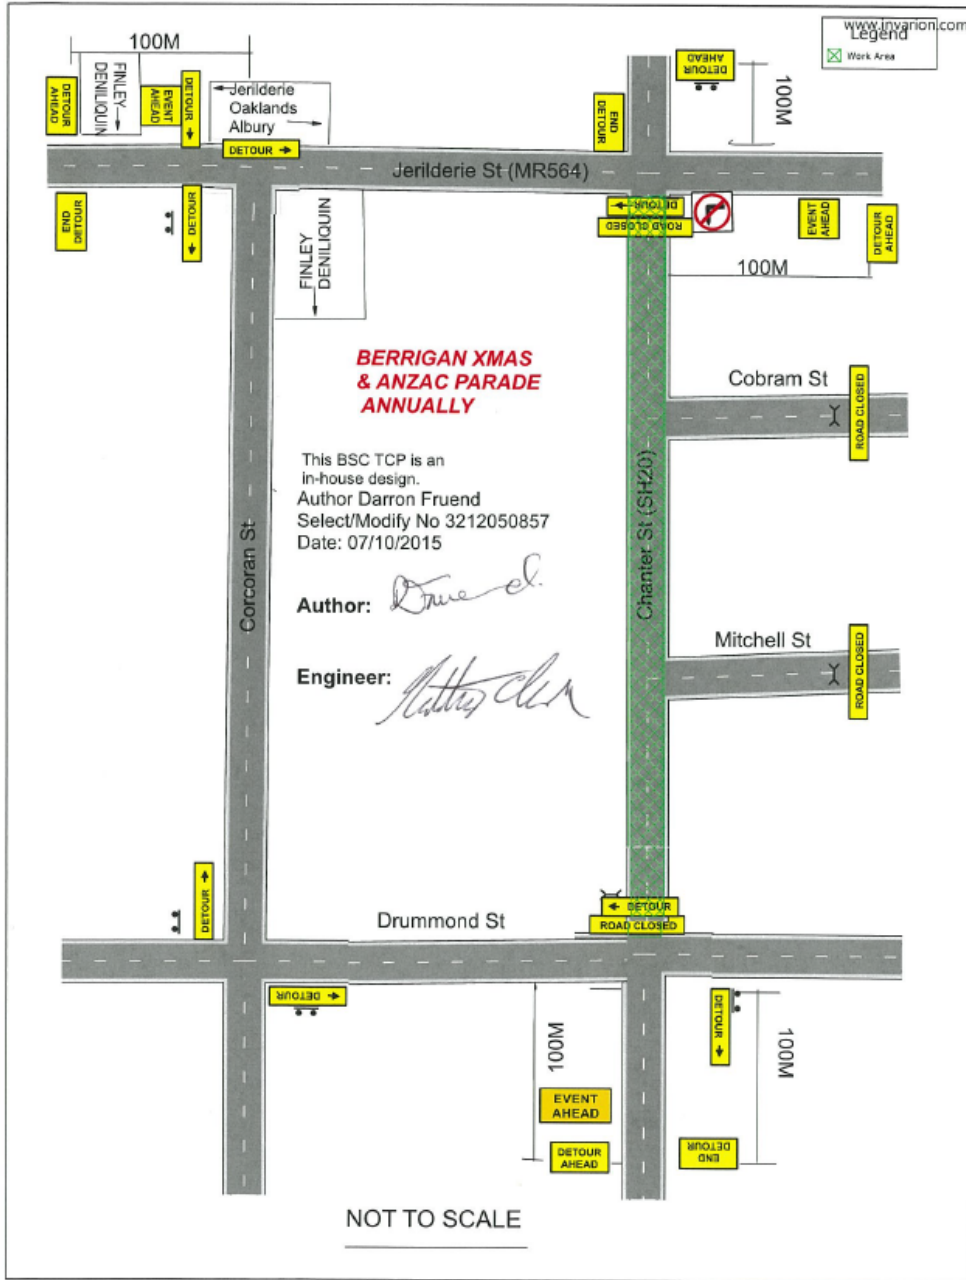 www.invarion.com
Legend
Work Area
100M
DETOUR
AHEAD
FINLEY
DENILIQUIN
EVENT
AHEAD
DETOUR
Jerilderie
Oaklands
Albury
DETOUR
END
DETOUR
DETOUR
AHEAD
100M
Jerilderie St (MR564)
END
DETOUR
DETOUR
FINLEY
DENILIQUIN
DETOUR
ROAD CLOSED
EVENT
AHEAD
DETOUR
AHEAD
100M
BERRIGAN XMAS
& ANZAC PARADE
ANNUALLY
Cobram St
ROAD CLOSED
This BSC TCP is an
in-house design.
Author Darron Fruend
Select/Modify No 3212050857
Date: 07/10/2015
Corcoran St
Chanter St (SH20)
Author:
Mitchell St
ROAD CLOSED
Engineer:
DETOUR
Drummond St
DETOUR
ROAD CLOSED
DETOUR
100M
DETOUR
100M
EVENT
AHEAD
DETOUR
AHEAD
END
DETOUR
NOT TO SCALE